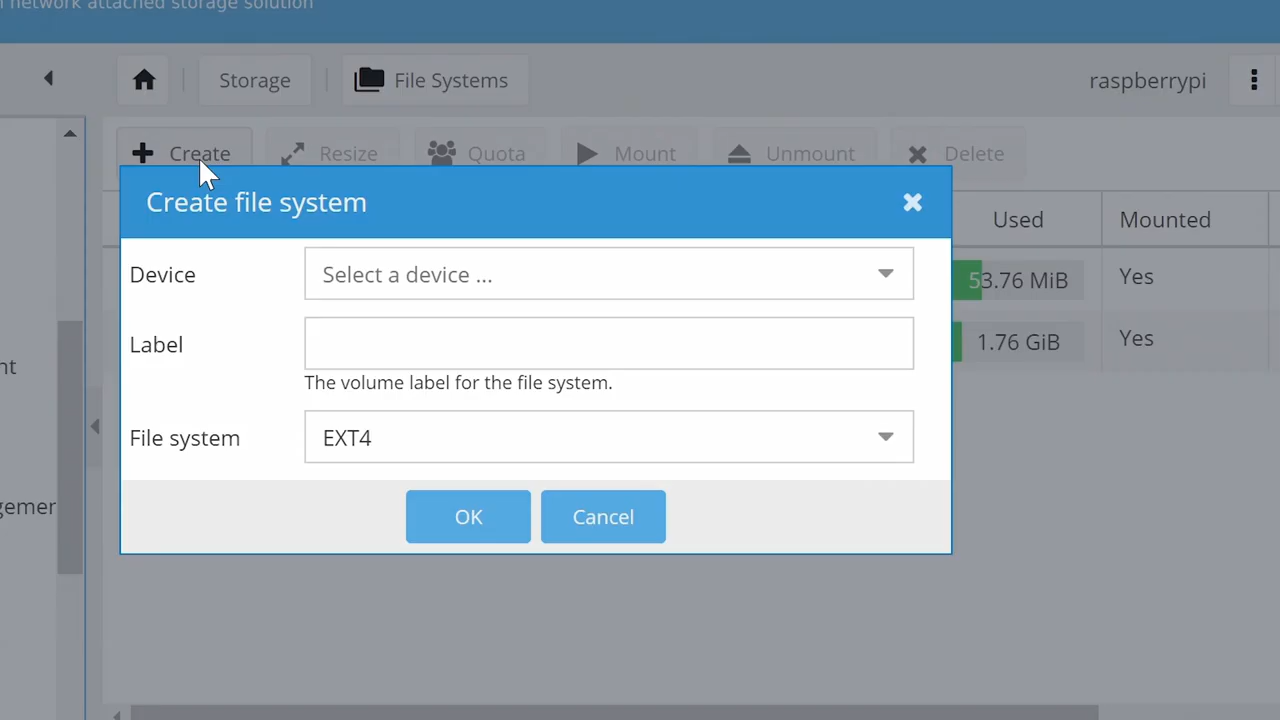 network attached storage solution
Storage
File Systems
raspberrypi
Create
Resize
Quota
Mount
Unmount
Delete
Create file system
Used
Mounted
Device
Select a device ...
53.76 MiB
Yes
Label
1.76 GiB
Yes
The volume label for the file system.
nt
File system
EXT4
gemen
OK
Cancel